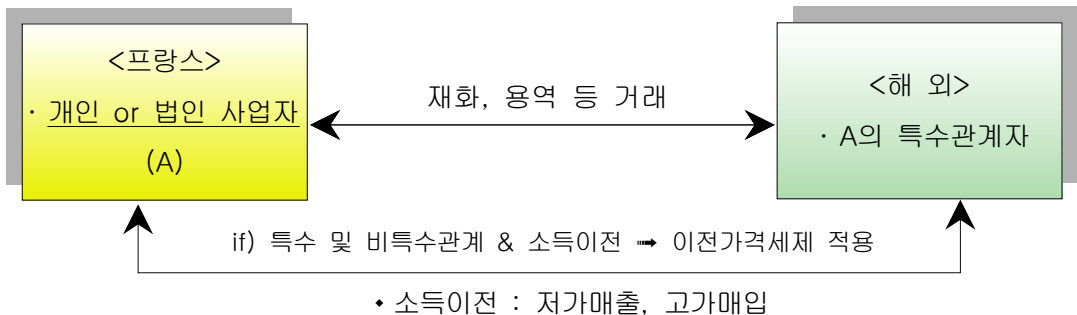 <프랑스>
· 개인 or 법인 사업자
(A)
재화, 용역 등 거래
<해 외>
· A의 특수관계자
if) 특수 및 비특수관계 & 소득이전 ➟ 이전가격세제 적용
◆ 소득이전 : 저가매출, 고가매입